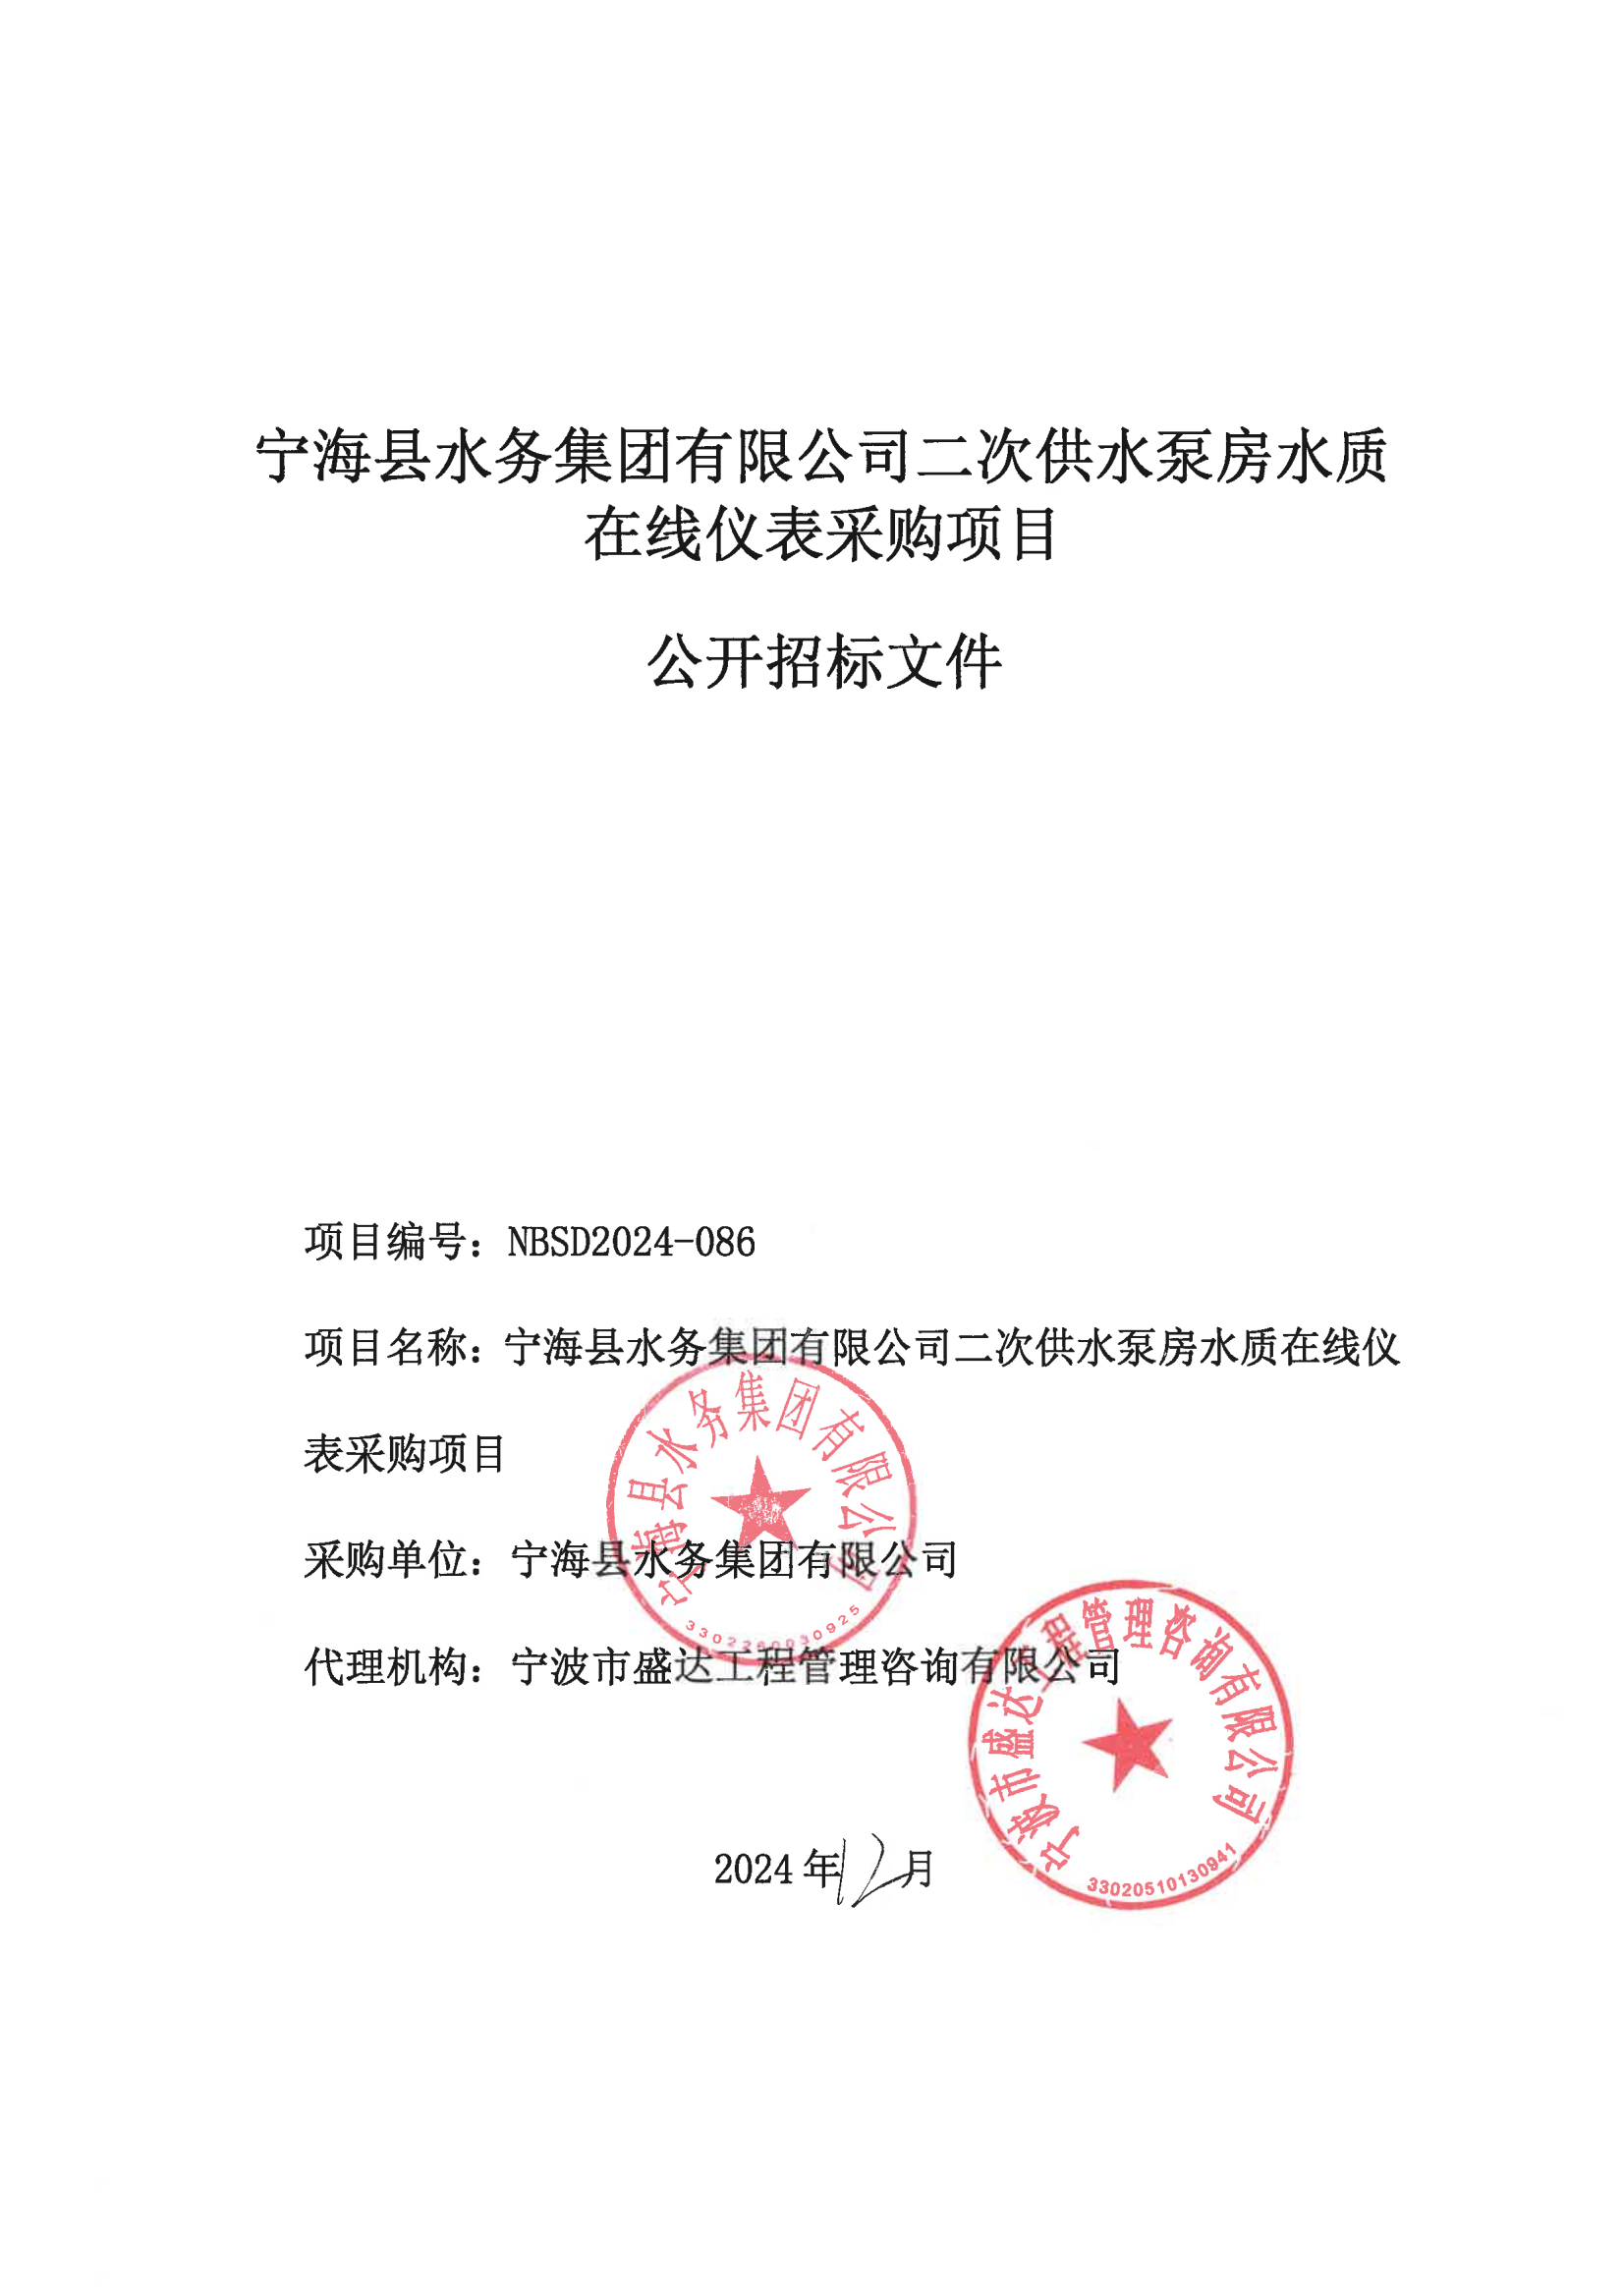 宁海县水务集团有限公司二次供水泵房水质
在线仪表采购项目
公开招标文件
项目编号：NBSD2024-086
项目名称：宁海县水务集团有限公司二次供水泵房水质在线仪
表采购项目
宁海县水务集团有限公司
3302260030925
采购单位：宁海县水务集团有限公司
代理机构：宁波市盛达工程管理咨询有限公司
宁波市盛达工程管理咨询有限公司
33020510130941
2024年12月